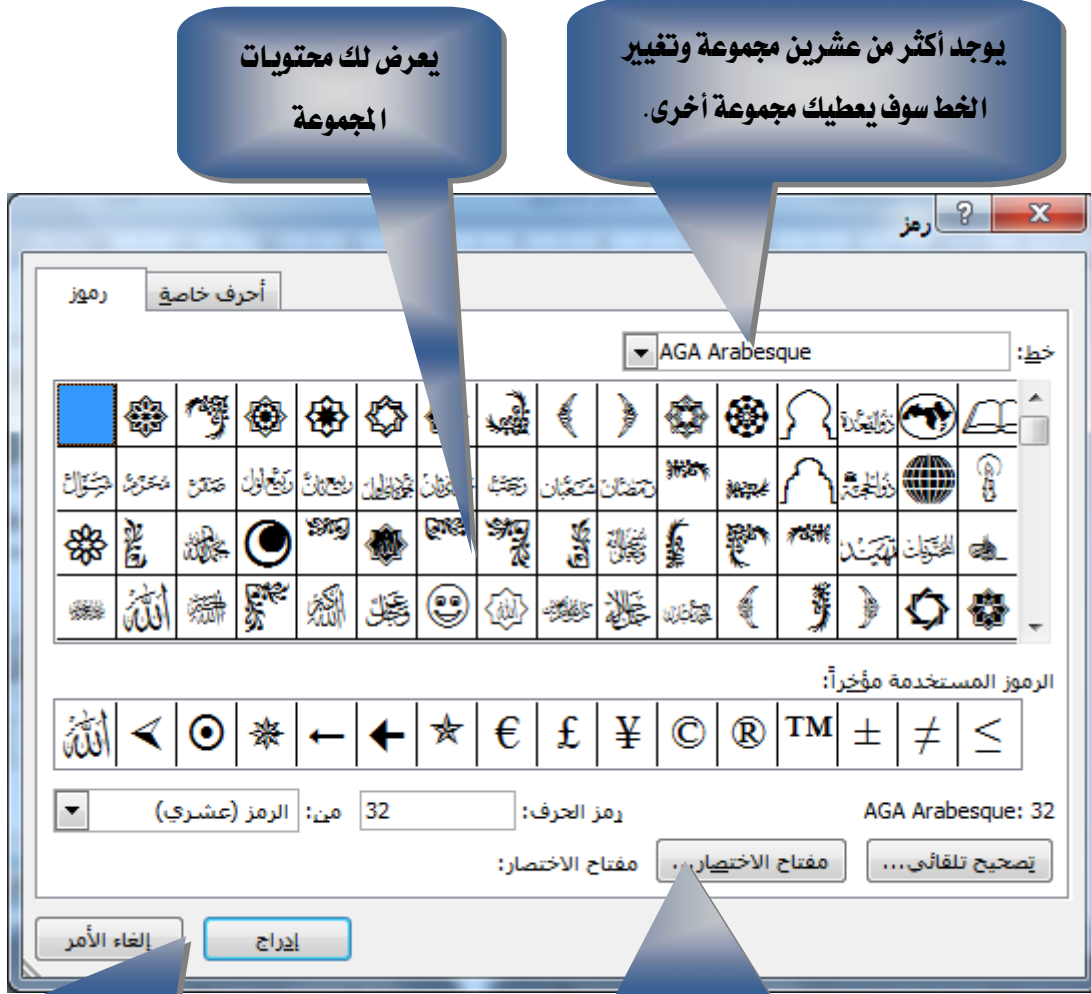 يوجد أكثر من عشرين مجموعة وتغيير
الخط سوف يعطيك مجموعة أخرى.
يعرض لك محتويات
المجموعة
رمز
رموز
أحرف خاصة
خط: AGA Arabesque
الرموز المستخدمة مؤخراً:
≤ ≠ ± TM ® © ¥ £ €
AGA Arabesque: 32
رمز الحرف: 32 من: الرمز (عشري)
تصحيح تلقائي...
مفتاح الاختصار...
مفتاح الاختصار:
إدراج
إلغاء الأمر